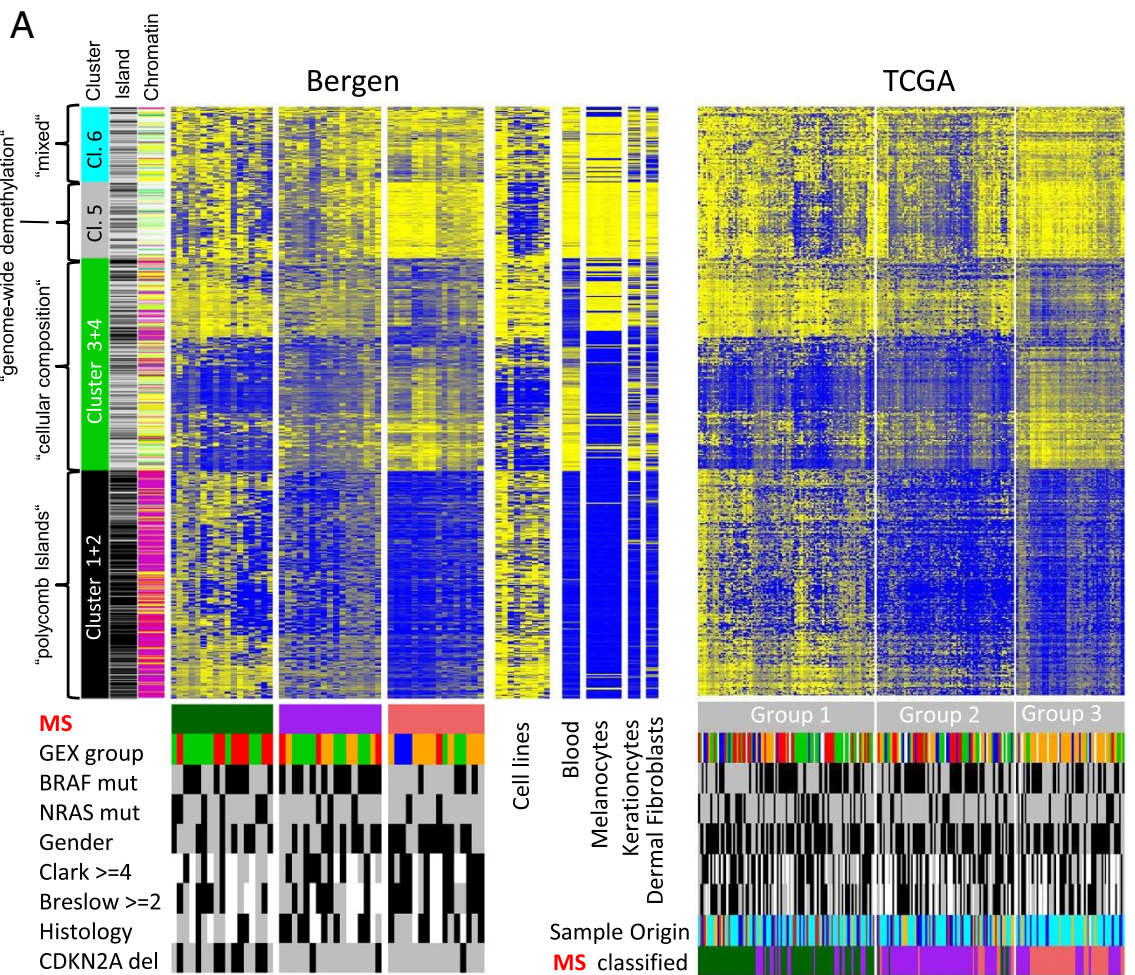 A
Cluster
Island
Chromatin
Bergen
TCGA
"genome-wide demethylation"
"mixed"
"cellular composition"
"polycomb Islands"
Cl. 6
Cl. 5
Cluster 3+4
Cluster 1+2
MS
GEX group
BRAF mut
NRAS mut
Gender
Clark >=4
Breslow >=2
Histology
CDKN2A del
Cell lines
Blood
Melanocytes
Kerationcytes
Dermal Fibroblasts
Group 1
Group 2
Group 3
Sample Origin
MS classified